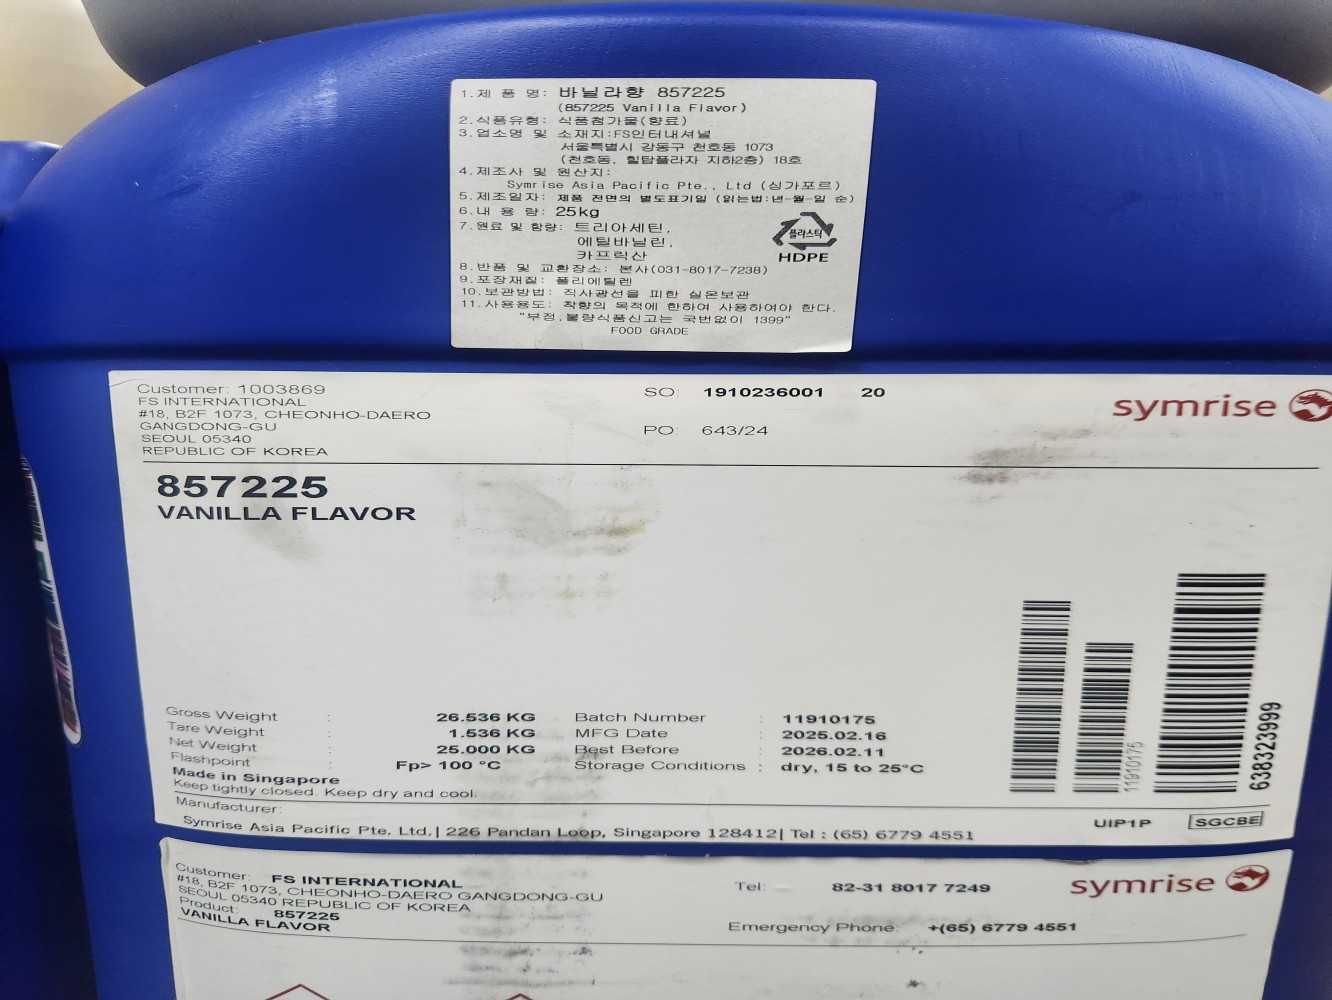 1.제 품 명: 바닐라향 857225
(857225 Vanilla Flavor)
2.식품유형: 식품첨가물(향료)
3.업소명 및 소재지:FS인터내셔널
서울특별시 강동구 천호동 1073
(천호동, 힐탑플라자 지하2층) 18호
4.제조사 및 원산지:
Symrise Asia Pacific Pte., Ltd (싱가포르)
5.제조일자: 제품 전면의 별도표기일 (읽는법:년-월-일 순)
6.내 용 량: 25kg
7.원료 및 함량: 트리아세틴,
에틸바닐린,
카프릭산
플라스틱
HDPE
8.반품 및 교환장소: 본사(031-8017-7238)
9.포장재질: 폴리에틸렌
10.보관방법: 직사광선을 피한 실온보관
11.사용용도: 착향의 목적에 한하여 사용하여야 한다.
"부정,불량식품신고는 국번없이 1399"
FOOD GRADE
Customer: 1003869
FS INTERNATIONAL
#18, B2F 1073, CHEONHO-DAERO
GANGDONG-GU
SEOUL 05340
REPUBLIC OF KOREA
SO: 1910236001 20
PO: 643/24
symrise
857225
VANILLA FLAVOR
Gross Weight : 26.536 KG
Tare Weight : 1.536 KG
Net Weight : 25.000 KG
Flashpoint : Fp> 100 °C
Batch Number : 11910175
MFG Date : 2025.02.16
Best Before : 2026.02.11
Storage Conditions : dry, 15 to 25°C
Made in Singapore
Keep tightly closed. Keep dry and cool.
Manufacturer:
Symrise Asia Pacific Pte. Ltd.| 226 Pandan Loop, Singapore 128412| Tel : (65) 6779 4551
11910175
638323999
UIP1P SGCBE
Customer: FS INTERNATIONAL
#18, B2F 1073, CHEONHO-DAERO GANGDONG-GU
SEOUL 05340 REPUBLIC OF KOREA
Product: 857225
VANILLA FLAVOR
Tel: 82-31 8017 7249
Emergency Phone: +(65) 6779 4551
symrise